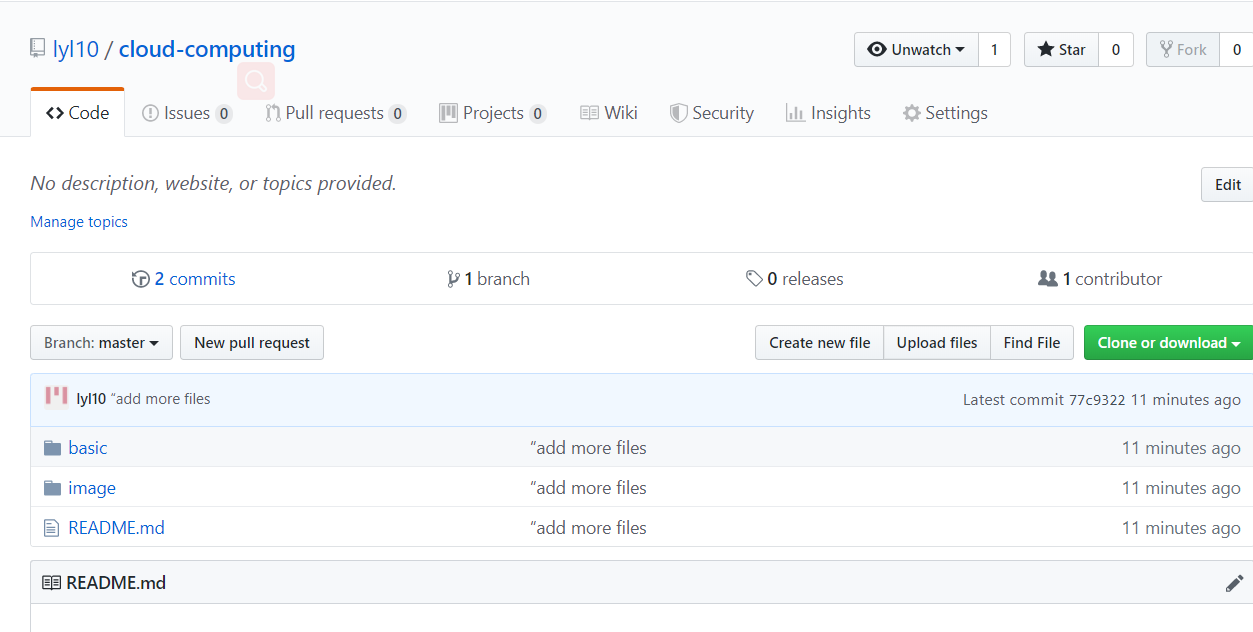 lyl10 / cloud-computing Unwatch 1 Star 0 Fork 0
Code Issues 0 Pull requests 0 Projects 0 Wiki Security Insights Settings
No description, website, or topics provided. Edit
Manage topics
2 commits 1 branch 0 releases 1 contributor
Branch: master New pull request Create new file Upload files Find File Clone or download
lyl10 “add more files Latest commit 77c9322 11 minutes ago
basic “add more files 11 minutes ago
image “add more files 11 minutes ago
README.md “add more files 11 minutes ago
README.md